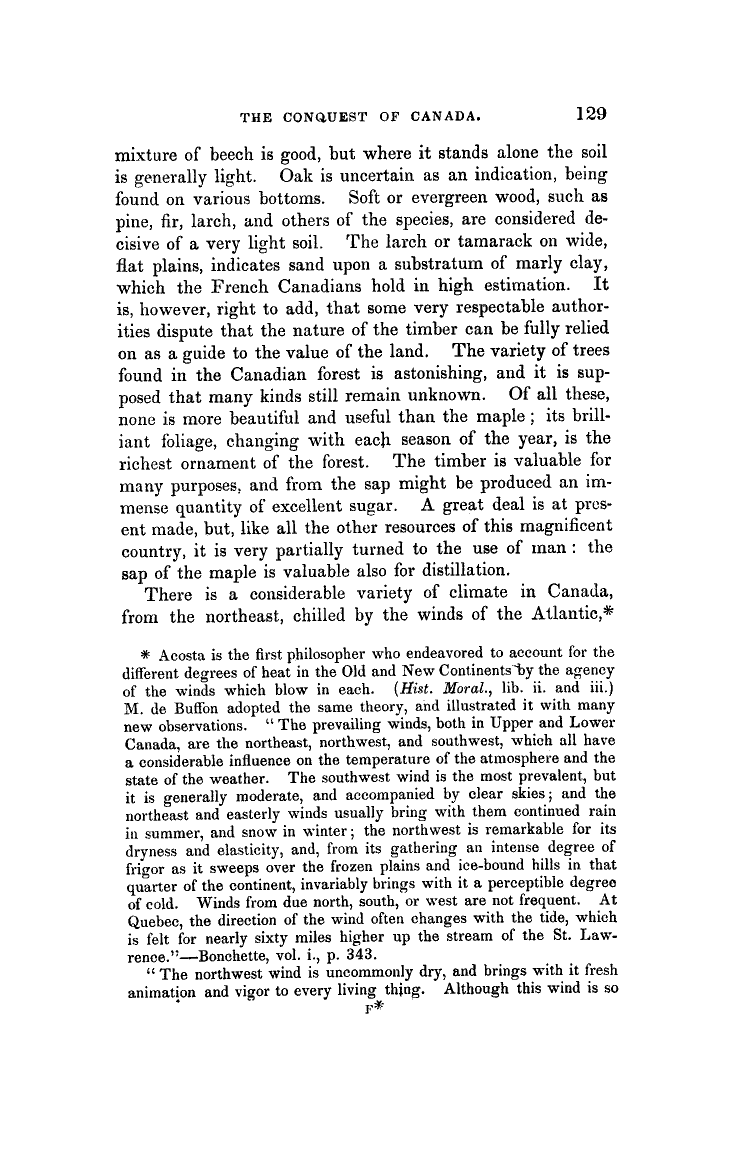 THE CONQUEST OF CANADA. 129
mixture of beech is good, but where it stands alone the soil
is generally light. Oak is uncertain as an indication, being
found on various bottoms. Soft or evergreen wood, such as
pine, fir, larch, and others of the species, are considered de-
cisive of a very light soil. The larch or tamarack on wide,
flat plains, indicates sand upon a substratum of marly clay,
which the French Canadians hold in high estimation. It
is, however, right to add, that some very respectable author-
ities dispute that the nature of the timber can be fully relied
on as a guide to the value of the land. The variety of trees
found in the Canadian forest is astonishing, and it is sup-
posed that many kinds still remain unknown. Of all these,
none is more beautiful and useful than the maple; its brill-
iant foliage, changing with each season of the year, is the
richest ornament of the forest. The timber is valuable for
many purposes, and from the sap might be produced an im-
mense quantity of excellent sugar. A great deal is at pres-
ent made, but, like all the other resources of this magnificent
country, it is very partially turned to the use of man: the
sap of the maple is valuable also for distillation.
There is a considerable variety of climate in Canada,
from the northeast, chilled by the winds of the Atlantic,*
* Acosta is the first philosopher who endeavored to account for the
different degrees of heat in the Old and New Continents by the agency
of the winds which blow in each. (Hist. Moral., lib. ii. and iii.)
M. de Buffon adopted the same theory, and illustrated it with many
new observations. "The prevailing winds, both in Upper and Lower
Canada, are the northeast, northwest, and southwest, which all have
a considerable influence on the temperature of the atmosphere and the
state of the weather. The southwest wind is the most prevalent, but
it is generally moderate, and accompanied by clear skies; and the
northeast and easterly winds usually bring with them continued rain
in summer, and snow in winter; the northwest is remarkable for its
dryness and elasticity, and, from its gathering an intense degree of
frigor as it sweeps over the frozen plains and ice-bound hills in that
quarter of the continent, invariably brings with it a perceptible degree
of cold. Winds from due north, south, or west are not frequent. At
Quebec, the direction of the wind often changes with the tide, which
is felt for nearly sixty miles higher up the stream of the St. Law-
rence."—Bonchette, vol. i., p. 343.
"The northwest wind is uncommonly dry, and brings with it fresh
animation and vigor to every living thing. Although this wind is so
F*